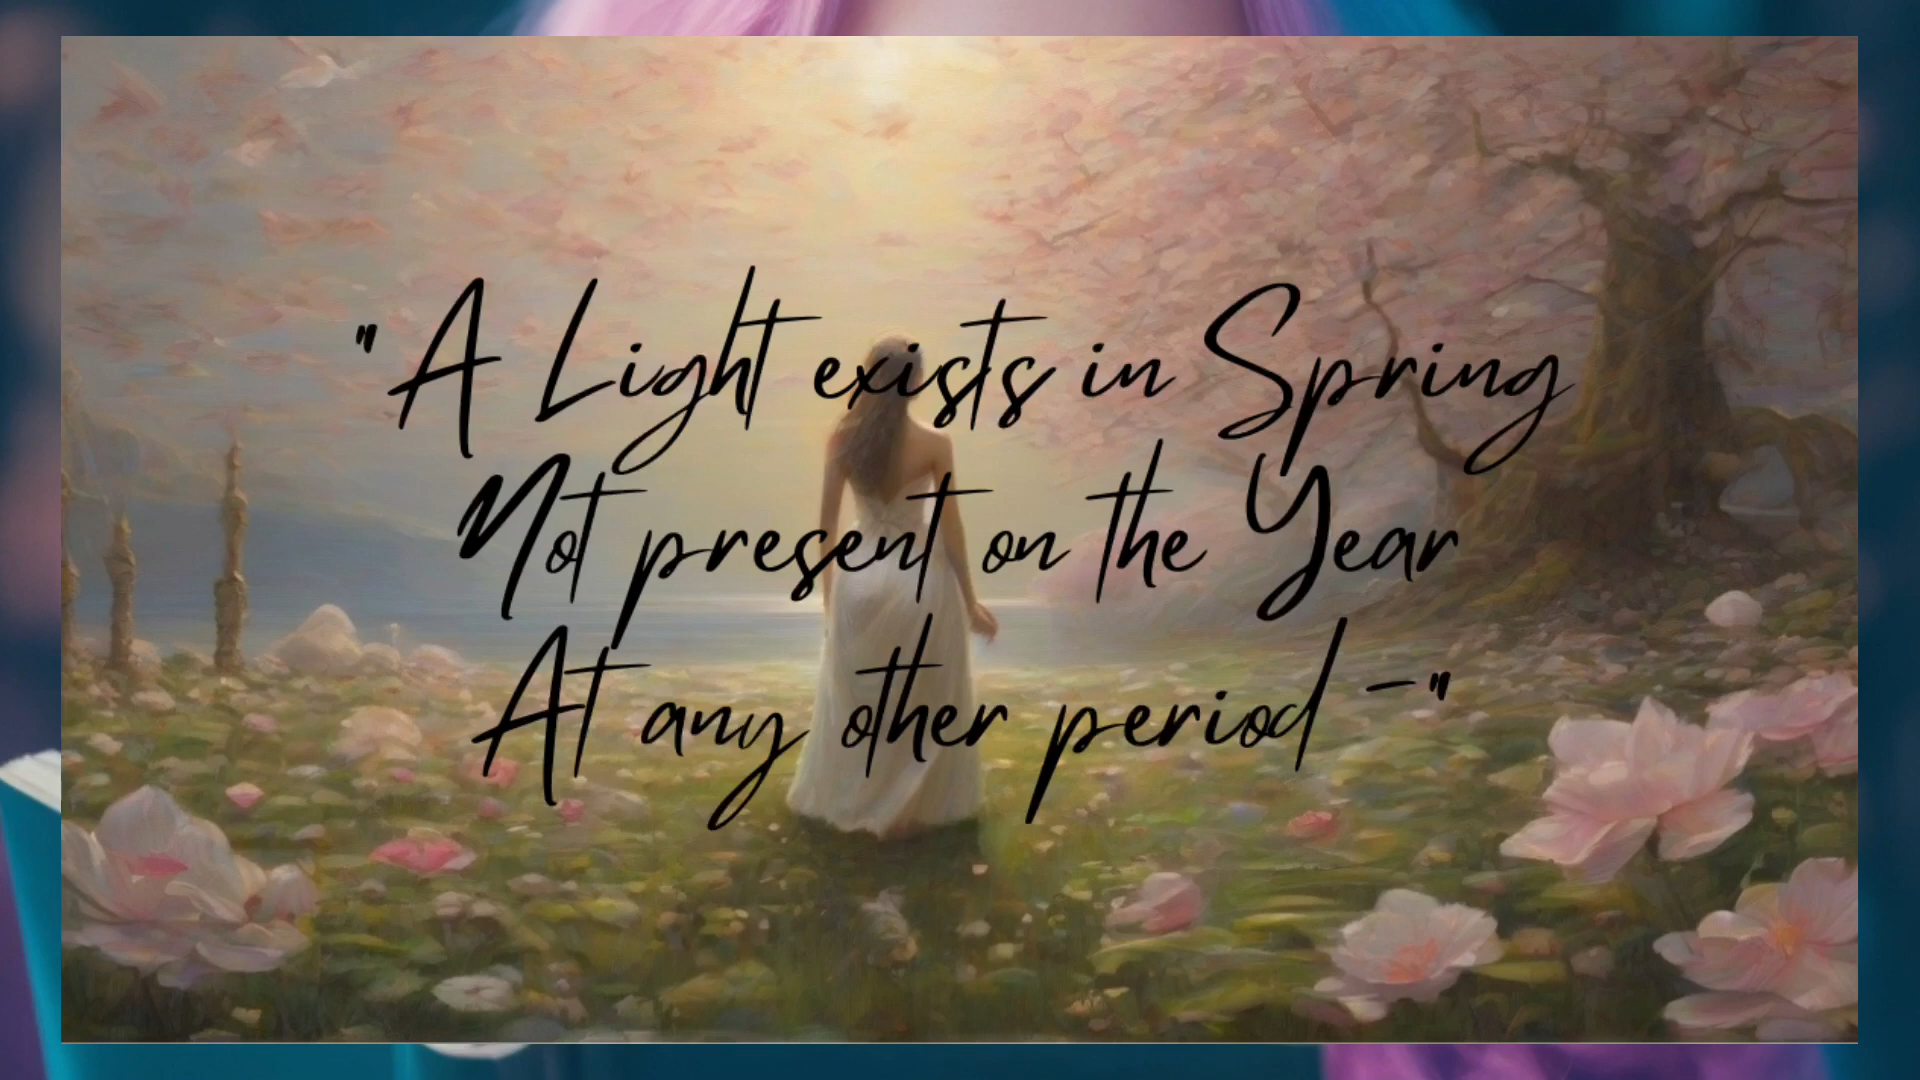 "A Light exists in Spring
Not present on the Year
At any other period –"